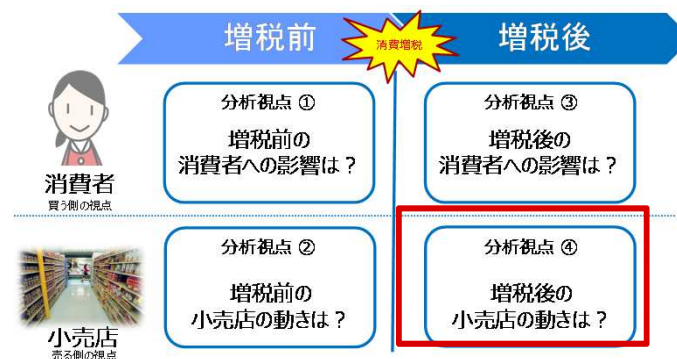 増税前
消費増税
増税後
分析視点 ①
増税前の
消費者への影響は？
分析視点 ③
増税後の
消費者への影響は？
消費者
買う側の視点
分析視点 ②
増税前の
小売店の動きは？
分析視点 ④
増税後の
小売店の動きは？
小売店
売る側の視点